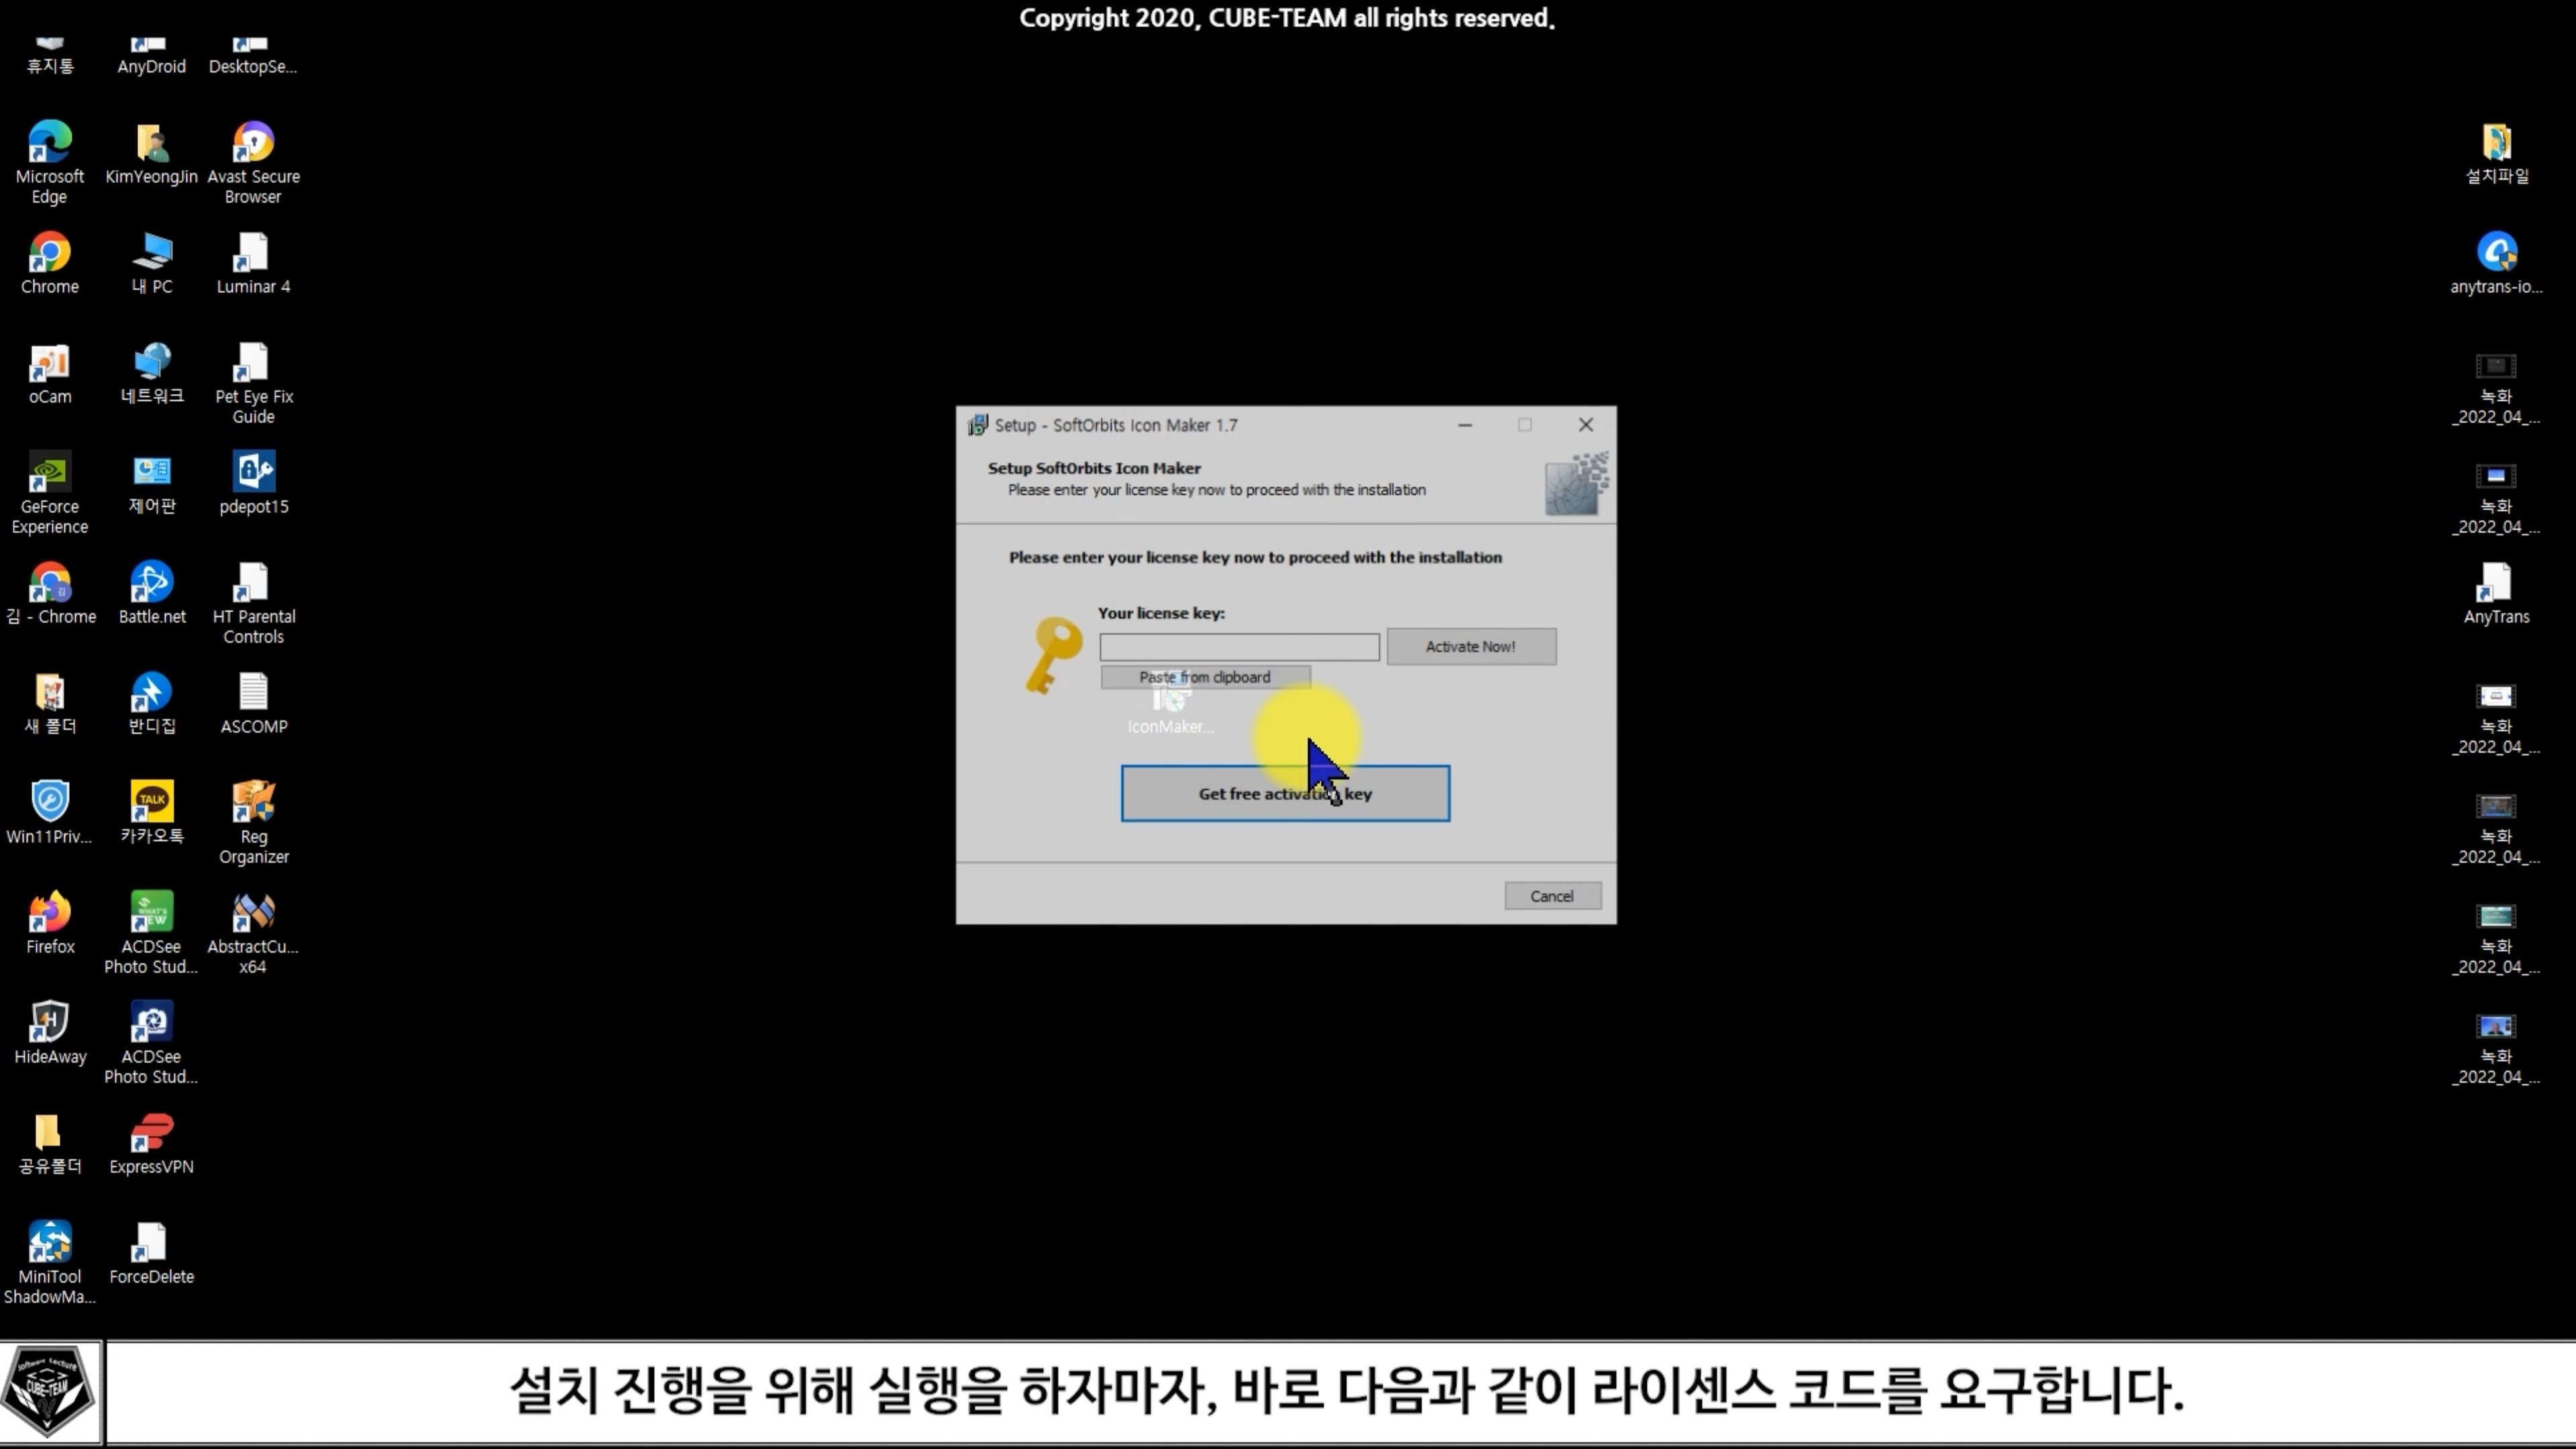 Copyright 2020, CUBE-TEAM all rights reserved.
휴지통
AnyDroid
DesktopSe...
Microsoft
Edge
KimYeongJin
Avast Secure
Browser
Chrome
내 PC
Luminar 4
oCam
네트워크
Pet Eye Fix
Guide
GeForce
Experience
제어판
pdepot15
김 - Chrome
Battle.net
HT Parental
Controls
새 폴더
반디집
ASCOMP
Win11Priv...
TALK
카카오톡
Reg
Organizer
Firefox
WHAT'S
NEW
ACDSee
Photo Stud...
AbstractCu...
x64
HideAway
ACDSee
Photo Stud...
공유폴더
ExpressVPN
MiniTool
ShadowMa...
ForceDelete
Setup - SoftOrbits Icon Maker 1.7
Setup SoftOrbits Icon Maker
Please enter your license key now to proceed with the installation
Please enter your license key now to proceed with the installation
Your license key:
Activate Now!
Paste from clipboard
IconMaker...
Get free activation key
Cancel
설치파일
anytrans-io...
녹화
_2022_04_...
녹화
_2022_04_...
AnyTrans
녹화
_2022_04_...
녹화
_2022_04_...
녹화
_2022_04_...
녹화
_2022_04_...
Software Lecture
CUBE-TEAM
설치 진행을 위해 실행을 하자마자, 바로 다음과 같이 라이센스 코드를 요구합니다.